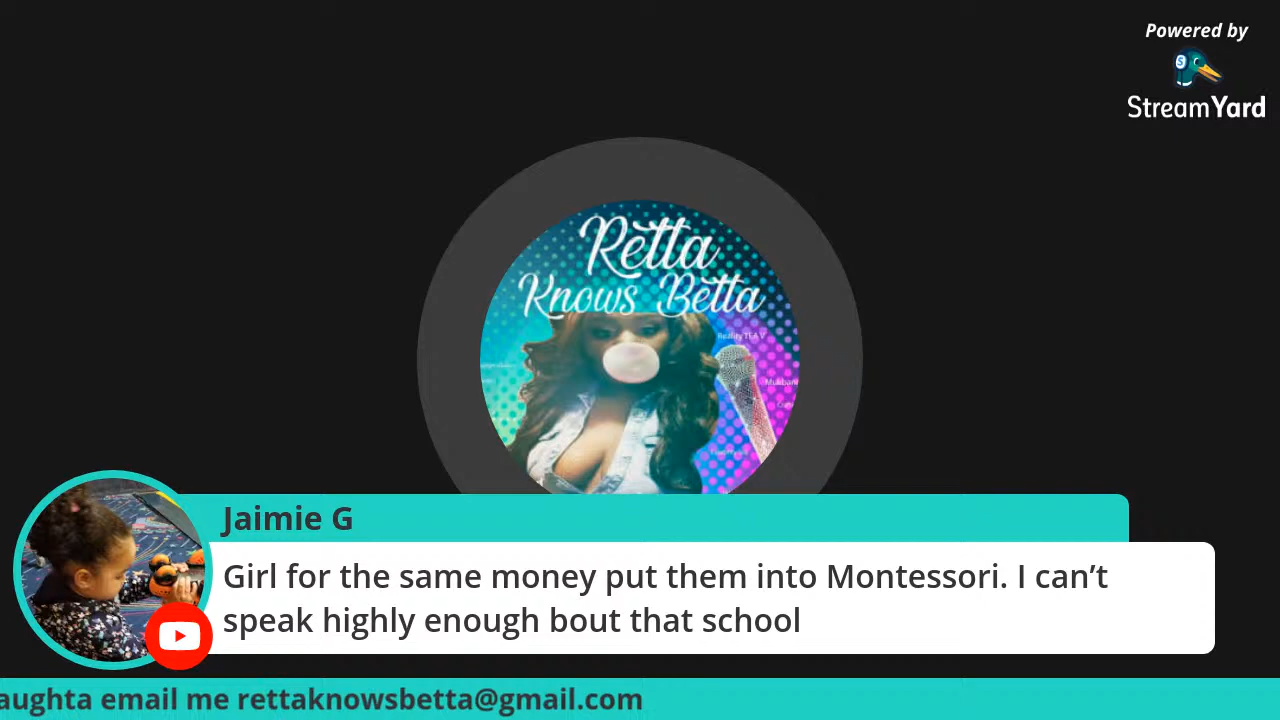 Powered by
StreamYard
Retta
Knows Betta
Jaimie G
Girl for the same money put them into Montessori. I can’t
speak highly enough bout that school
aughta email me rettaknowsbetta@gmail.com